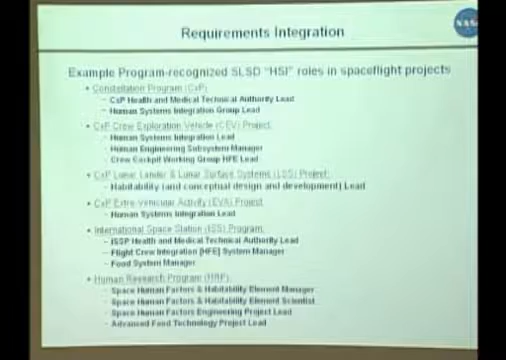 NASA
Requirements Integration
Example Program-recognized SLSD "HSI" roles in spaceflight projects
• Constellation Program (CxP)
– CxP Health and Medical Technical Authority Lead
– Human Systems Integration Group Lead
• CxP Crew Exploration Vehicle (CEV) Project
– Human Systems Integration Lead
– Human Engineering Subsystem Manager
– Crew Cockpit Working Group HFE Lead
• CxP Lunar Lander & Lunar Surface Systems (LSS) Project
– Habitability (and conceptual design and development) Lead
• CxP Extra-Vehicular Activity (EVA) Project
– Human Systems Integration Lead
• International Space Station (ISS) Program
– ISSP Health and Medical Technical Authority Lead
– Flight Crew Integration [HFE] System Manager
– Food System Manager
• Human Research Program (HRP)
– Space Human Factors & Habitability Element Manager
– Space Human Factors & Habitability Element Scientist
– Space Human Factors Engineering Project Lead
– Advanced Food Technology Project Lead